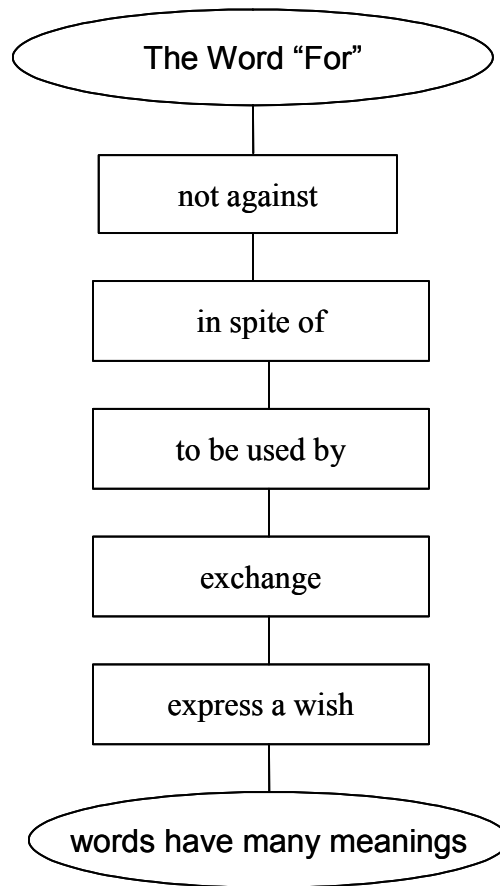 The Word “For”
not against
in spite of
to be used by
exchange
express a wish
words have many meanings